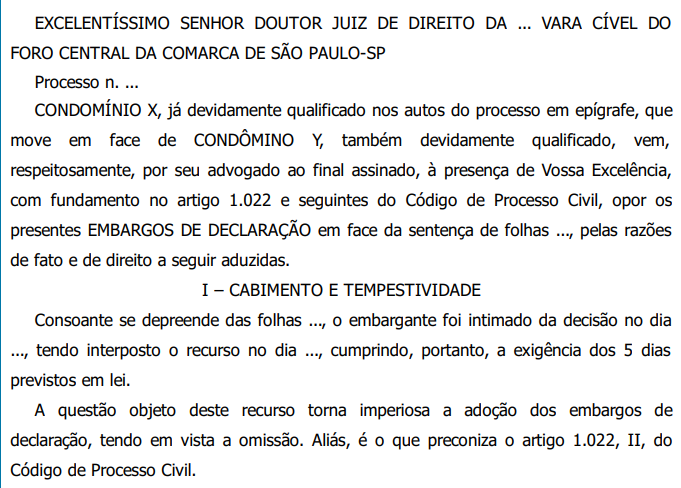 EXCELENTÍSSIMO SENHOR DOUTOR JUIZ DE DIREITO DA ... VARA CÍVEL DO
FORO CENTRAL DA COMARCA DE SÃO PAULO-SP
Processo n. ...
CONDOMÍNIO X, já devidamente qualificado nos autos do processo em epígrafe, que
move em face de CONDÔMINO Y, também devidamente qualificado, vem,
respeitosamente, por seu advogado ao final assinado, à presença de Vossa Excelência,
com fundamento no artigo 1.022 e seguintes do Código de Processo Civil, opor os
presentes EMBARGOS DE DECLARAÇÃO em face da sentença de folhas ..., pelas razões
de fato e de direito a seguir aduzidas.
I – CABIMENTO E TEMPESTIVIDADE
Consoante se depreende das folhas ..., o embargante foi intimado da decisão no dia
..., tendo interposto o recurso no dia ..., cumprindo, portanto, a exigência dos 5 dias
previstos em lei.
A questão objeto deste recurso torna imperiosa a adoção dos embargos de
declaração, tendo em vista a omissão. Aliás, é o que preconiza o artigo 1.022, II, do
Código de Processo Civil.